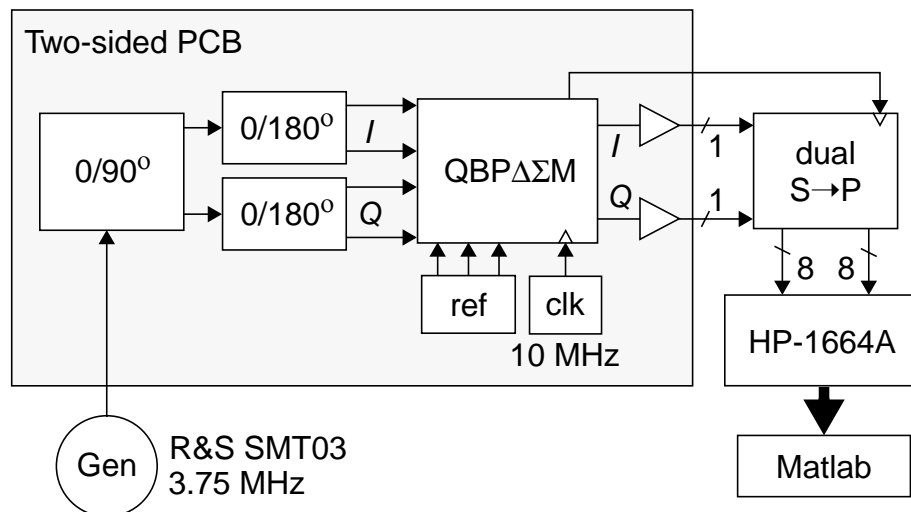 Two-sided PCB
0/90°
0/180°
I
0/180°
Q
QBPΔΣM
I
1
Q
1
dual
S→P
ref
clk
10 MHz
8
8
HP-1664A
Matlab
Gen
R&S SMT03
3.75 MHz